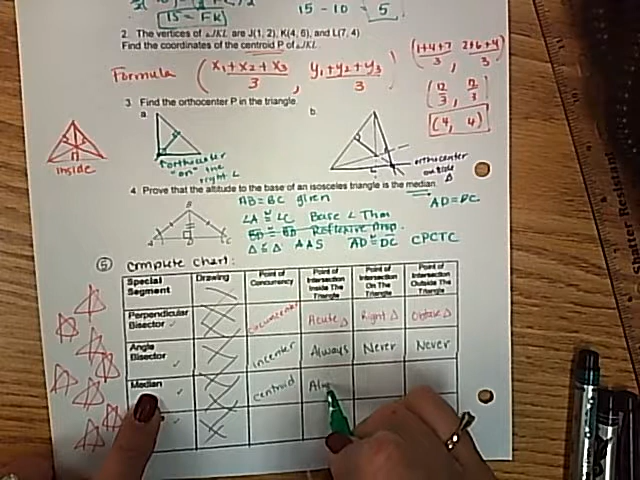 15 = FK
15 - 10 = 5
2. The vertices of △JKL are J(1, 2), K(4, 6), and L(7, 4)
Find the coordinates of the centroid P of △JKL
Formula (x₁+x₂+x₃/3, y₁+y₂+y₃/3)
(1+4+7/3, 2+6+4/3)
(12/3, 12/3)
(4, 4)
3. Find the orthocenter P in the triangle.
a
b
inside
orthocenter "on" the right ∠
orthocenter outside △
4. Prove that the altitude to the base of an isosceles triangle is the median.
AB = BC given
AD = DC
∠A ≅ ∠C Base ∠ Thm
BD ≅ BD Reflexive Prop.
△ ≅ △ AAS AD ≅ DC CPCTC
B
A D C
⑤ Complete chart:
Special Segment | Drawing | Point of Concurrency | Point of Intersection Inside The Triangle | Point of Intersection On The Triangle | Point of Intersection Outside The Triangle
Perpendicular Bisector ✓ | circumcenter | Acute △ | Right △ | Obtuse △
Angle Bisector ✓ | incenter | Always | Never | Never
Median ✓ | centroid | Al